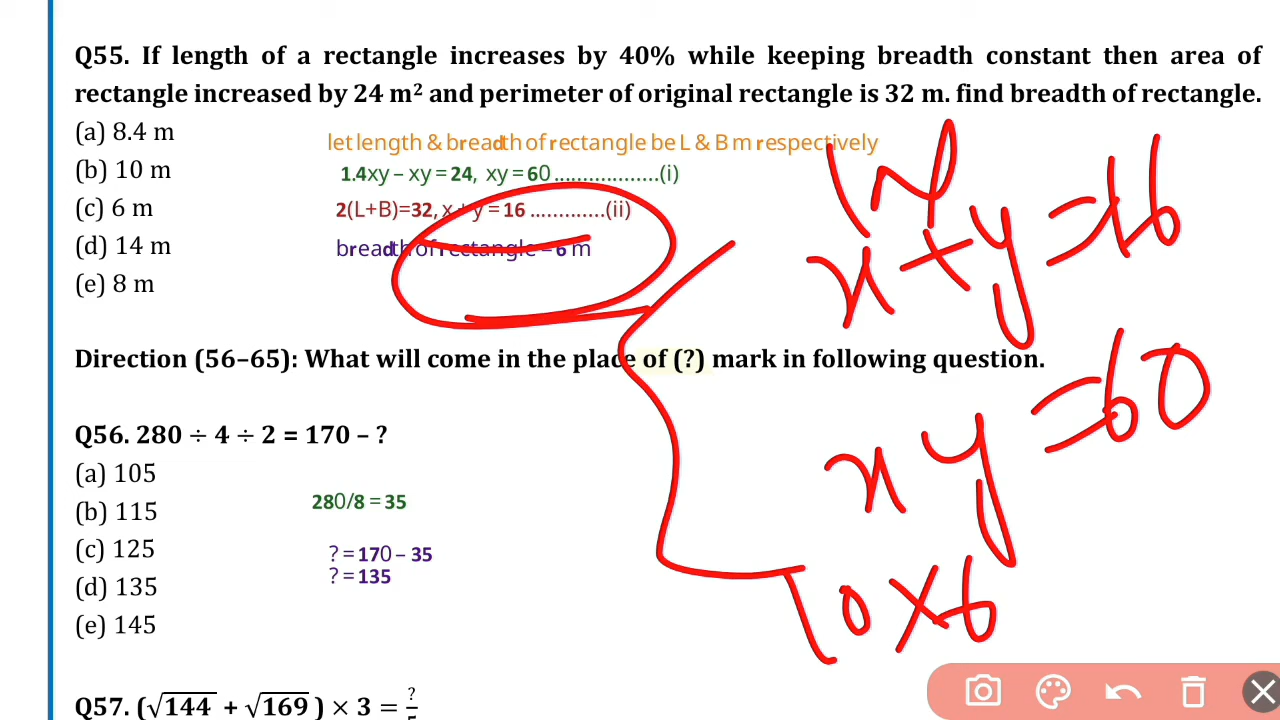 Q55. If length of a rectangle increases by 40% while keeping breadth constant then area of
rectangle increased by 24 m² and perimeter of original rectangle is 32 m. find breadth of rectangle.
(a) 8.4 m
(b) 10 m
(c) 6 m
(d) 14 m
(e) 8 m
let length & breadth of rectangle be L & B m respectively
1.4xy – xy = 24, xy = 60 ..................(i)
2(L+B)=32, x + y = 16 .............(ii)
breadth of rectangle = 6 m
x + y = 16
xy = 60
10 × 6
Direction (56–65): What will come in the place of (?) mark in following question.
Q56. 280 ÷ 4 ÷ 2 = 170 – ?
(a) 105
(b) 115
(c) 125
(d) 135
(e) 145
280/8 = 35
? = 170 – 35
? = 135
Q57. (√144 + √169 ) × 3 = ?/5